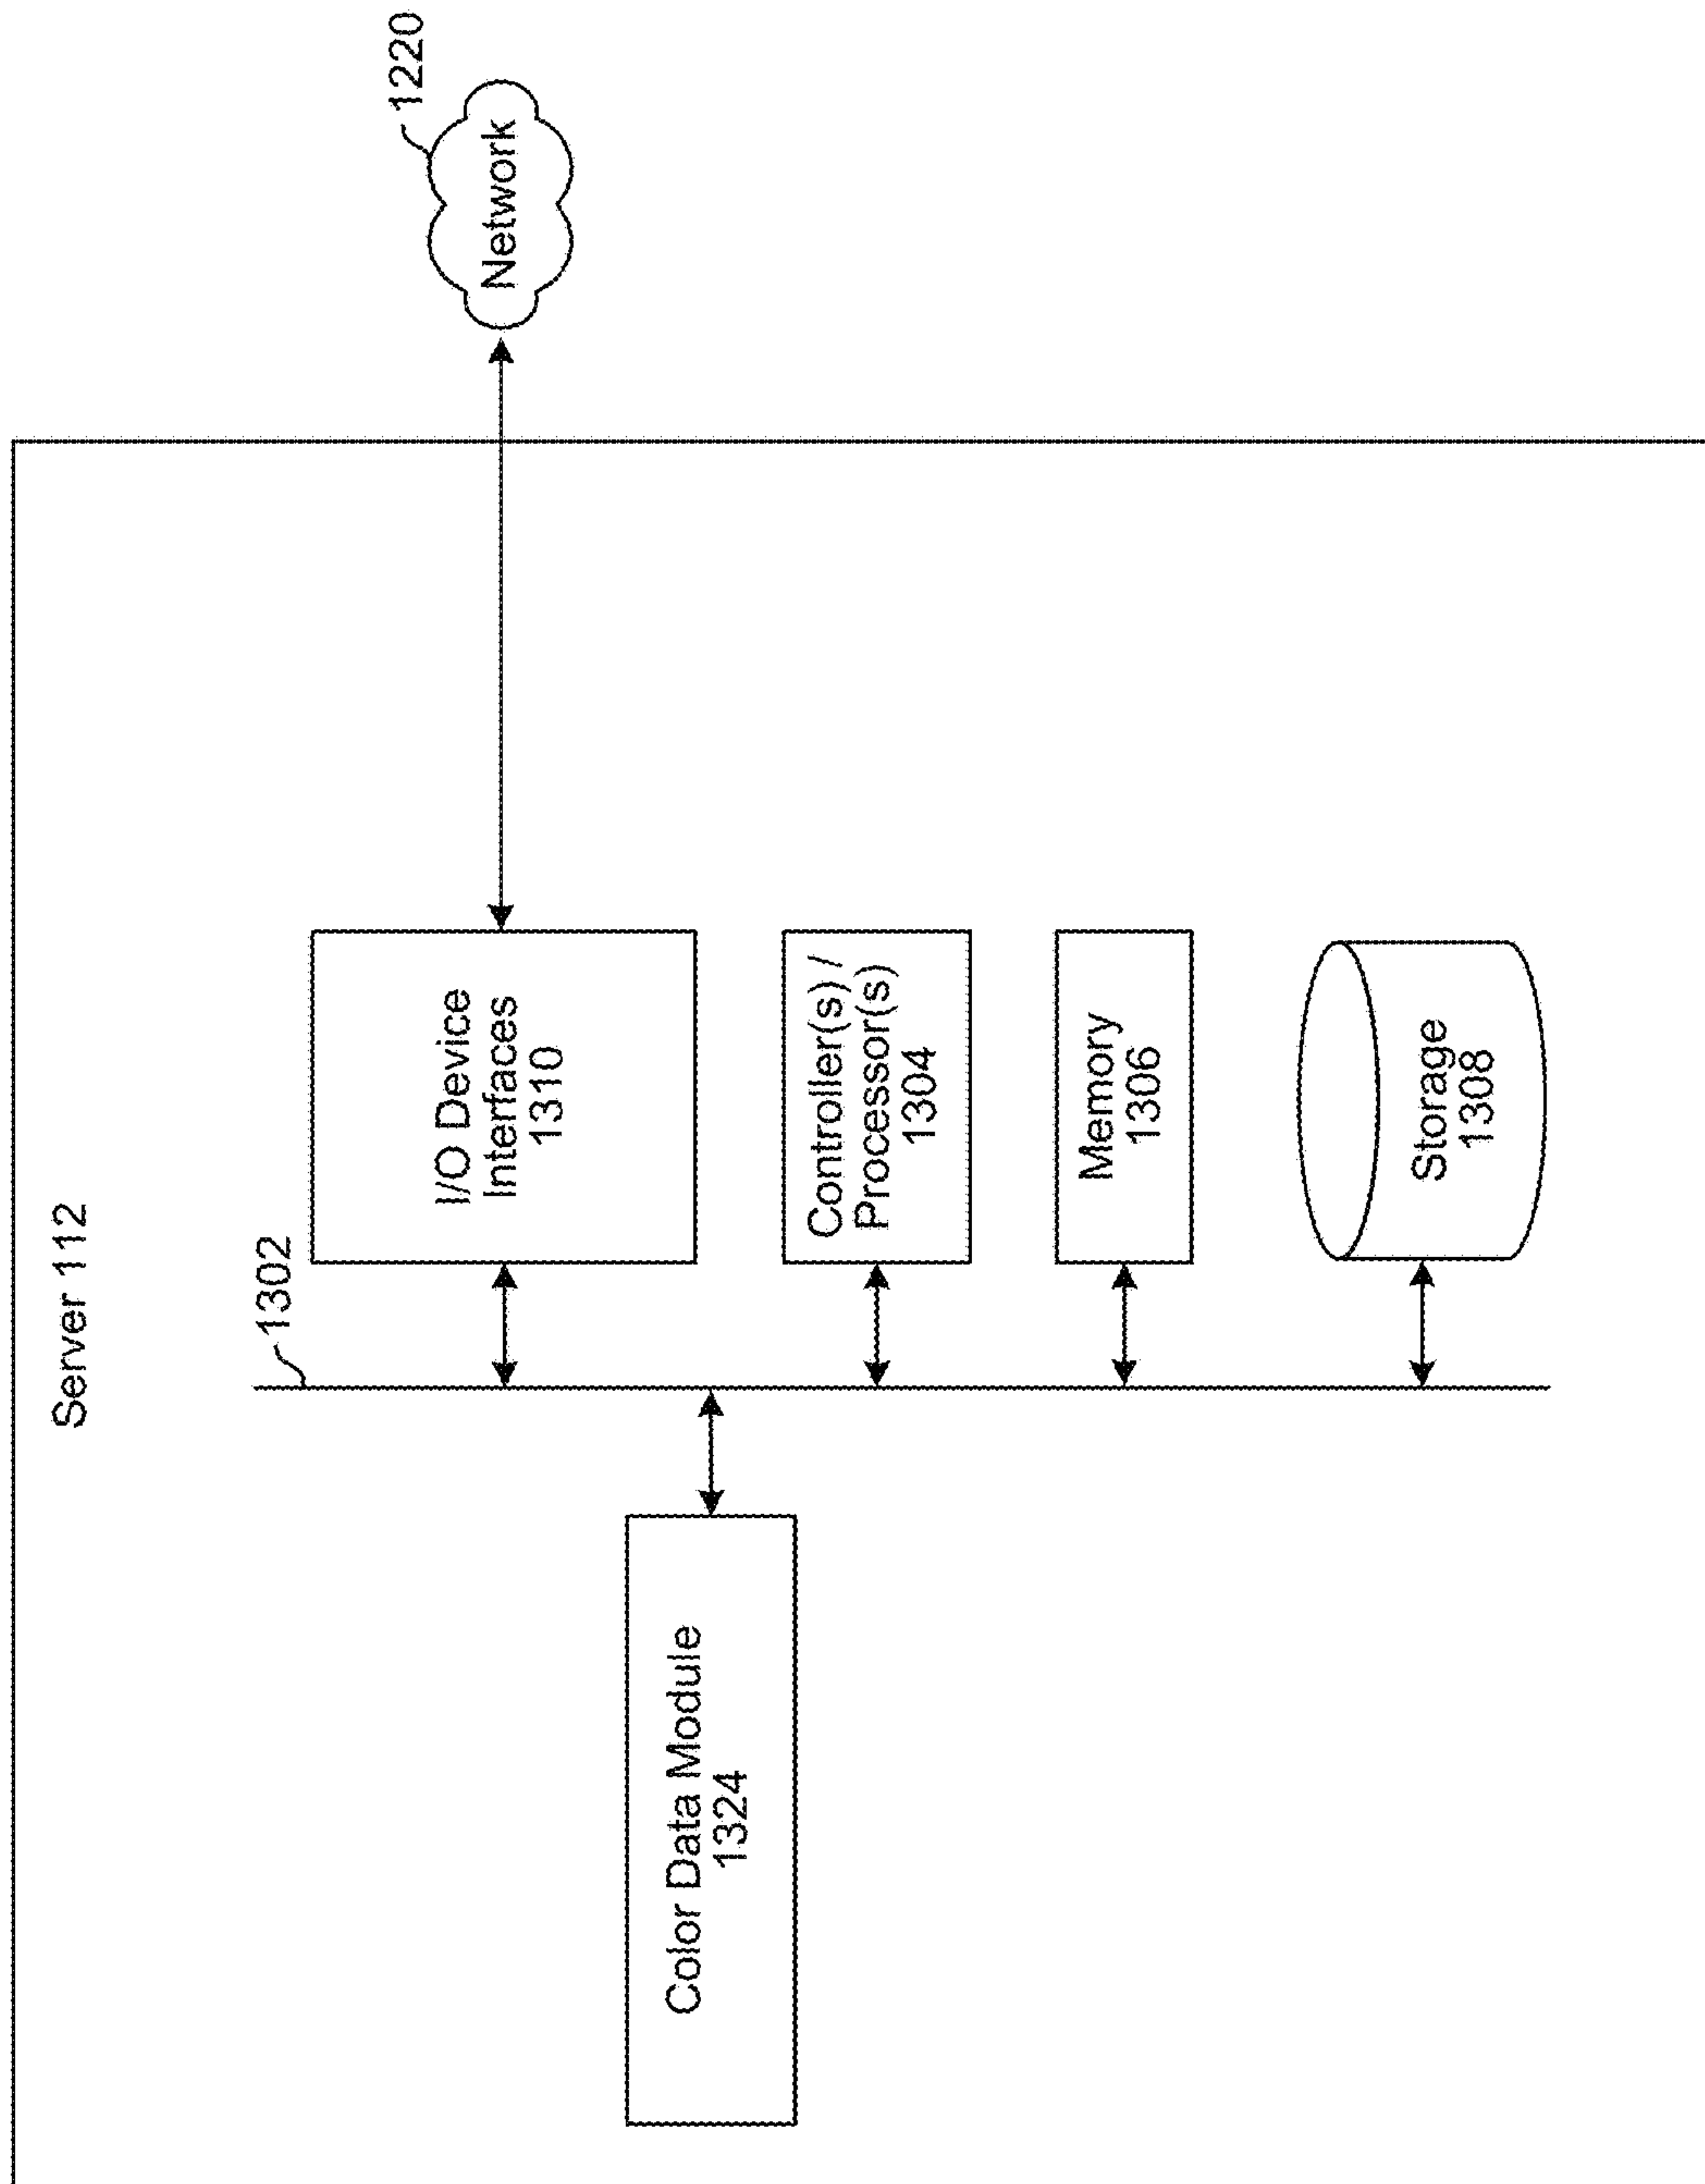 Server 112
1302
1220
Network
I/O Device
Interfaces
1310
Color Data Module
1324
Controller(s) /
Processor(s)
1304
Memory
1306
Storage
1308